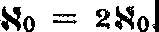 ℵ₀ = 2ℵ₀.